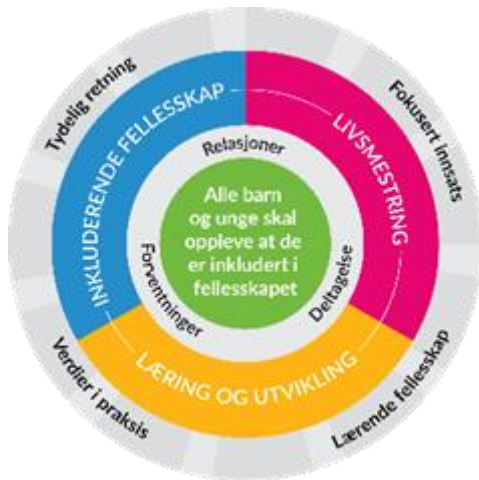 Tydelig retning
Fokusert innsats
INKLUDERENDE FELLESSKAP
LIVSMESTRING
Relasjoner
Alle barn
og unge skal
oppleve at de
er inkludert i
fellesskapet
Forventninger
Deltagelse
LÆRING OG UTVIKLING
Verdier i praksis
Lærende fellesskap